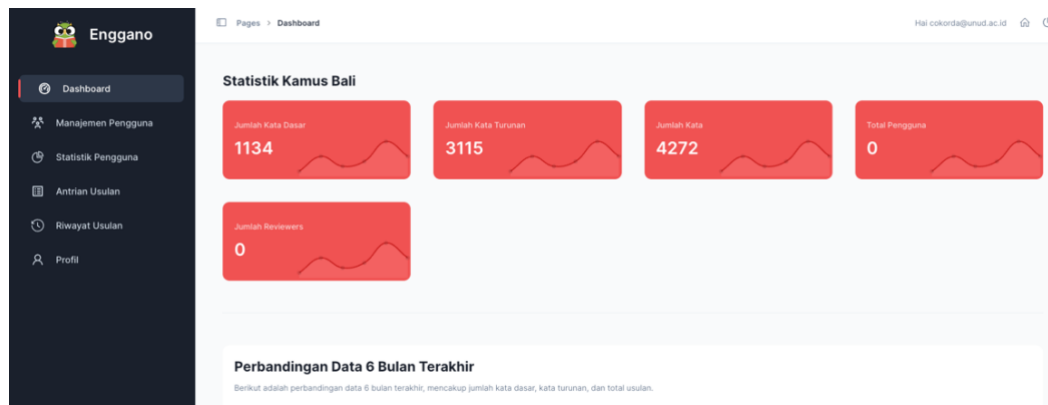 Enggano
Dashboard
Manajemen Pengguna
Statistik Pengguna
Antrian Usulan
Riwayat Usulan
Profil
Pages > Dashboard
Hai cokorda@unud.ac.id
Statistik Kamus Bali
Jumlah Kata Dasar
1134
Jumlah Kata Turunan
3115
Jumlah Kata
4272
Total Pengguna
0
Jumlah Reviewers
0
Perbandingan Data 6 Bulan Terakhir
Berikut adalah perbandingan data 6 bulan terakhir, mencakup jumlah kata dasar, kata turunan, dan total usulan.